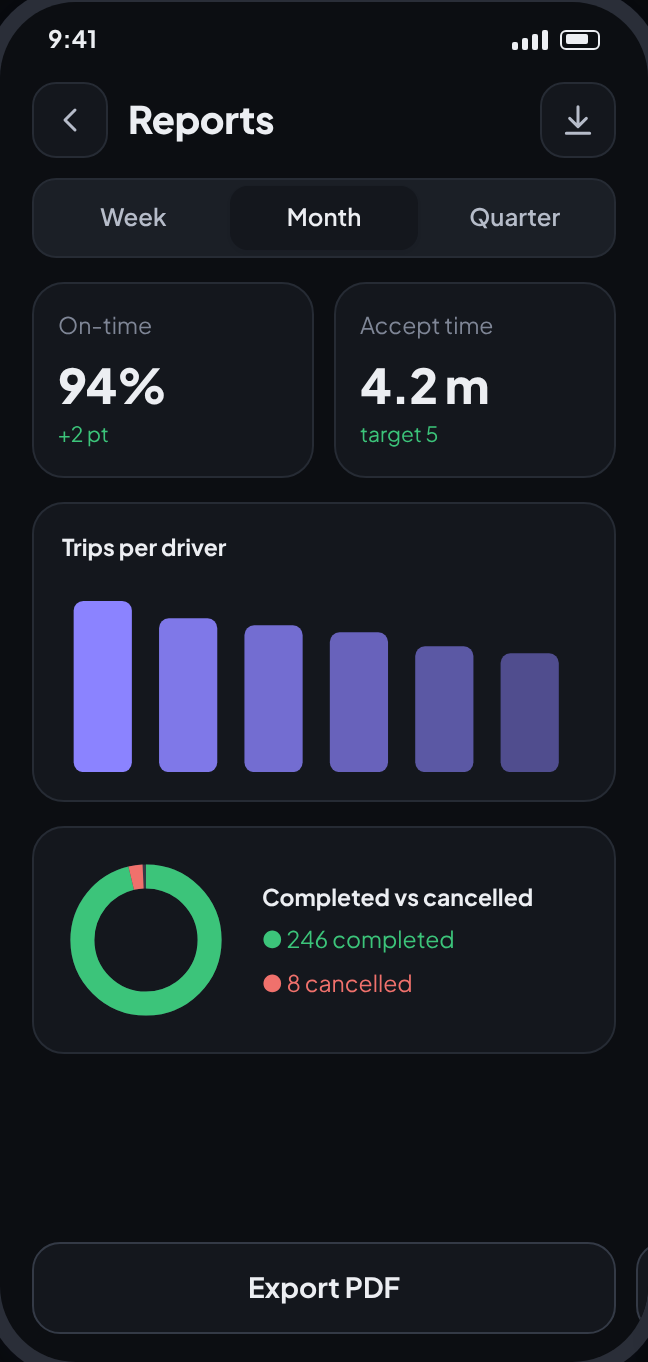 9:41
Reports
Week
Month
Quarter
On-time
Accept time
94%
4.2 m
+2 pt
target 5
Trips per driver
Completed vs cancelled
246 completed
8 cancelled
Export PDF